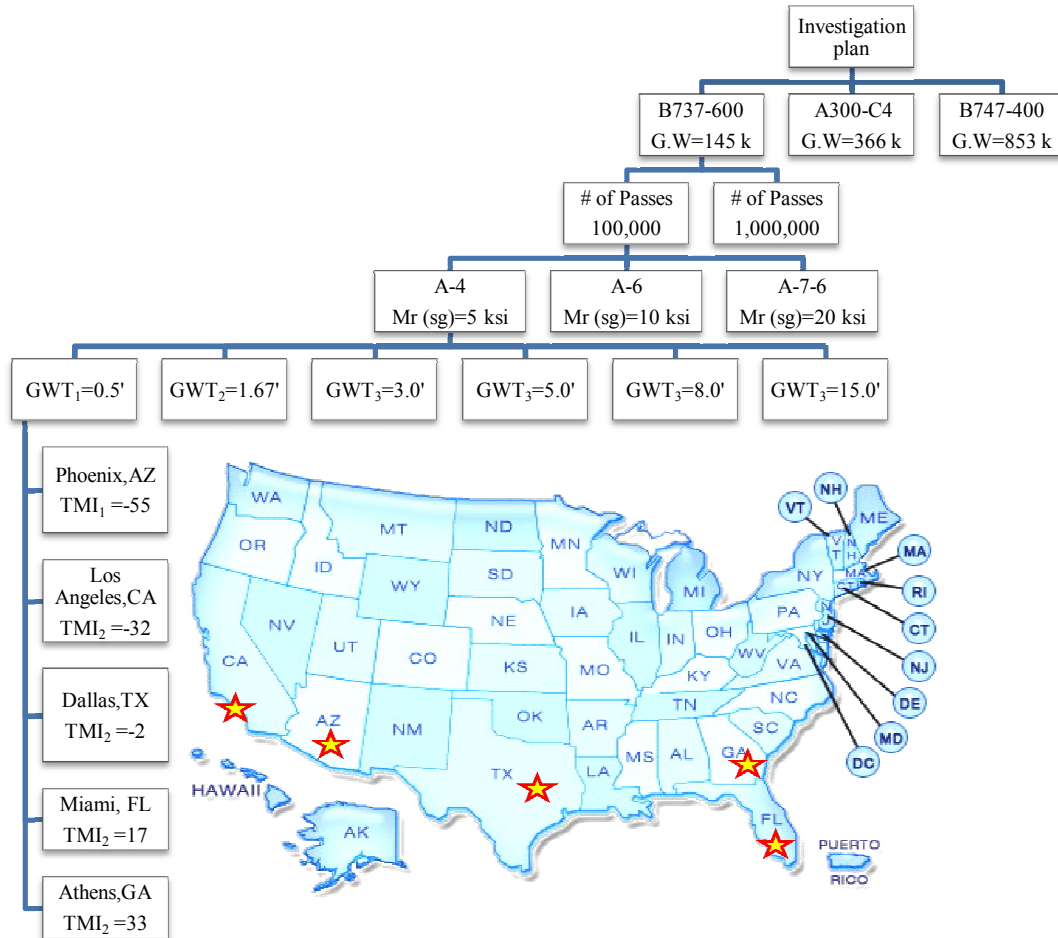 Investigation
plan
B737-600
G.W=145 k
A300-C4
G.W=366 k
B747-400
G.W=853 k
# of Passes
100,000
# of Passes
1,000,000
A-4
Mr (sg)=5 ksi
A-6
Mr (sg)=10 ksi
A-7-6
Mr (sg)=20 ksi
GWT₁=0.5'
GWT₂=1.67'
GWT₃=3.0'
GWT₃=5.0'
GWT₃=8.0'
GWT₃=15.0'
Phoenix,AZ
TMI₁ =-55
Los
Angeles,CA
TMI₂ =-32
Dallas,TX
TMI₂ =-2
Miami, FL
TMI₂ =17
Athens,GA
TMI₂ =33
WA
MT
ND
MN
OR
ID
WY
SD
WI
MI
NY
VT
NH
ME
V
T
N
H
MA
MA
RI
CT
CT
NJ
N
J
DE
MD
DC
NV
UT
CO
NE
IA
IL
IN
OH
PA
WV
VA
CA
AZ
NM
KS
MO
KY
NC
TN
OK
AR
SC
TX
LA
MS
AL
GA
FL
HAWAII
AK
PUERTO
RICO